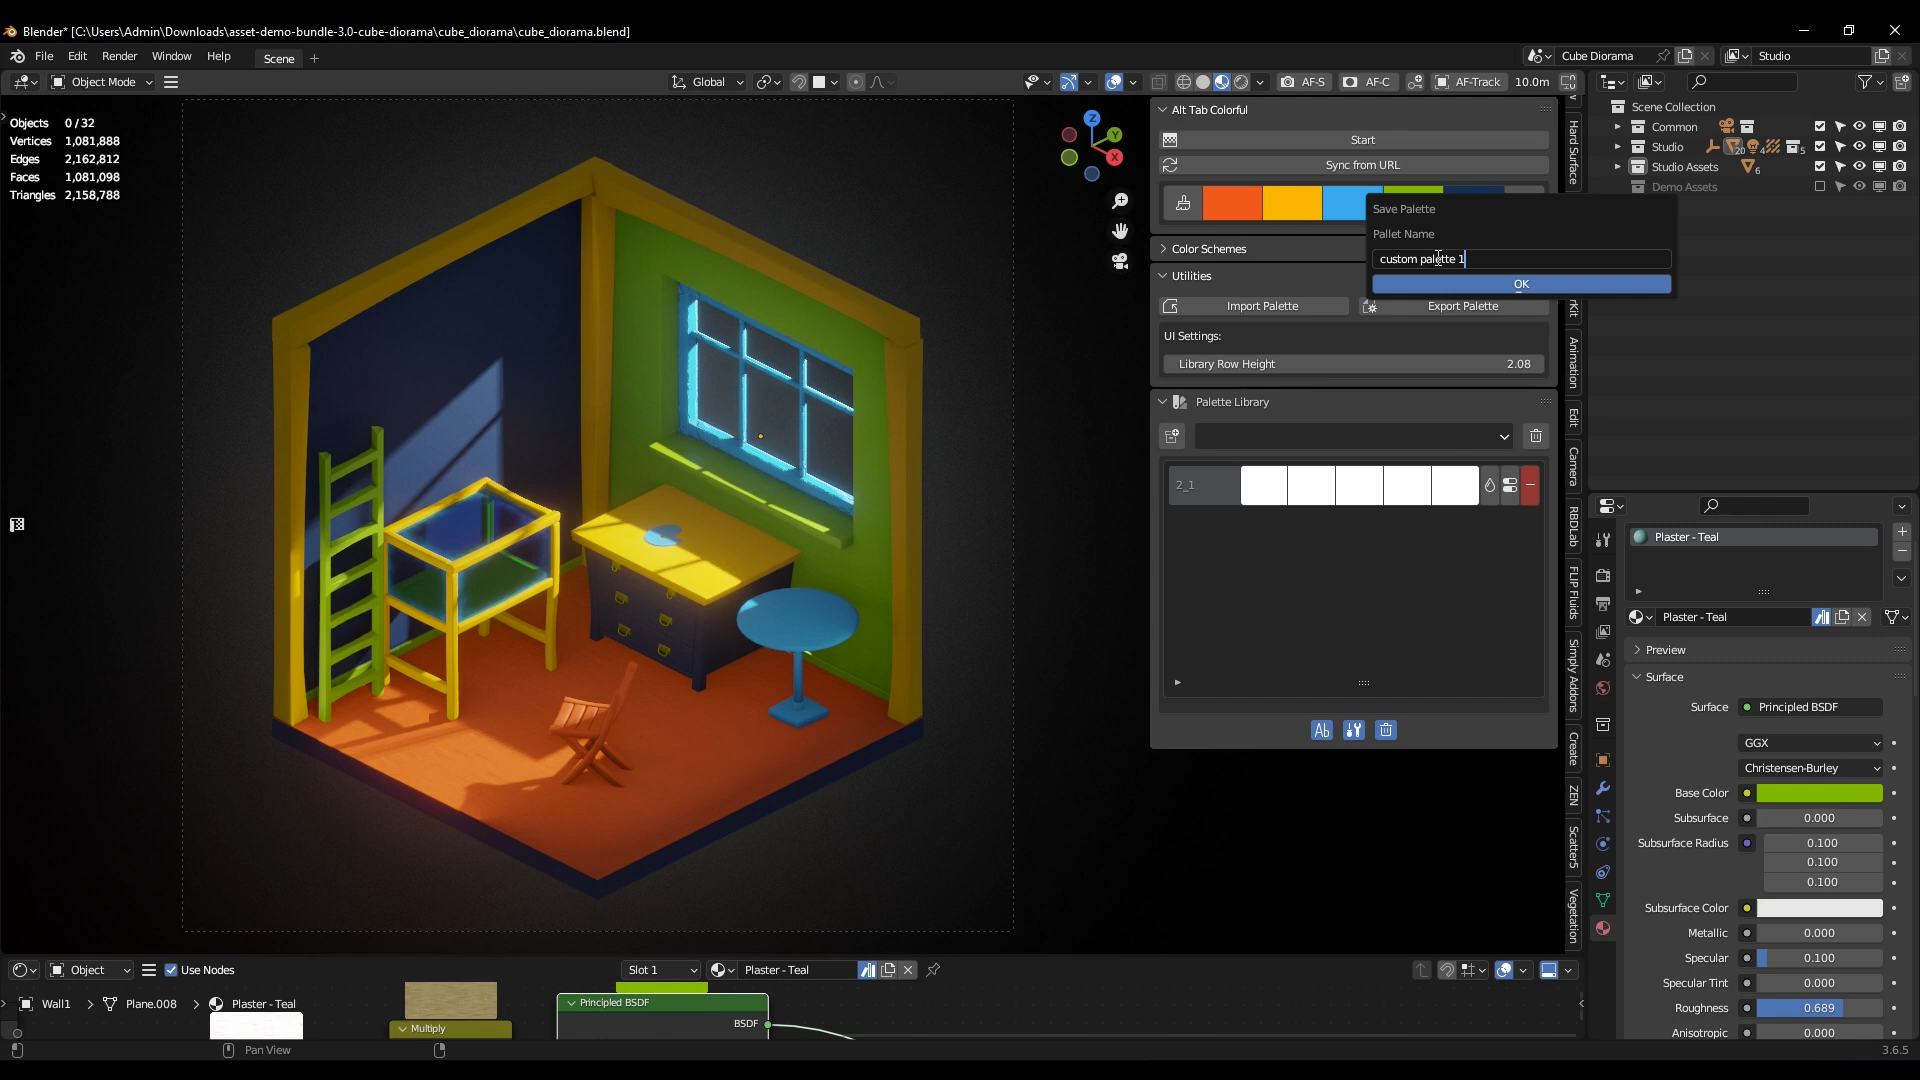 Blender* [C:\Users\Admin\Downloads\asset-demo-bundle-3.0-cube-diorama\cube_diorama\cube_diorama.blend]
File Edit Render Window Help Scene +
Cube Diorama
Studio
Object Mode
Global
AF-S
AF-C
AF-Track
10.0m
Objects 0 / 32
Vertices 1,081,888
Edges 2,162,812
Faces 1,081,098
Triangles 2,158,788
Z
Y
X
Alt Tab Colorful
Start
Sync from URL
Color Schemes
Save Palette
Pallet Name
custom palette 1
OK
Utilities
Import Palette
Export Palette
UI Settings:
Library Row Height 2.08
Palette Library
2_1
Ab
Hard Surface
Animation
Edit
Camera
RBDLab
FLIP Fluids
Simply Addons
Create
ZEN
Scatter5
Vegetation
Scene Collection
Common
Studio
20
4
5
Studio Assets
6
Demo Assets
Plaster - Teal
Plaster - Teal
Preview
Surface
Surface Principled BSDF
GGX
Christensen-Burley
Base Color
Subsurface 0.000
Subsurface Radius 0.100
0.100
0.100
Subsurface Color
Metallic 0.000
Specular 0.100
Specular Tint 0.000
Roughness 0.689
Anisotropic 0.000
Object
Use Nodes
Slot 1
Plaster - Teal
Wall1 > Plane.008 > Plaster - Teal
Multiply
Principled BSDF
BSDF
Pan View
3.6.5